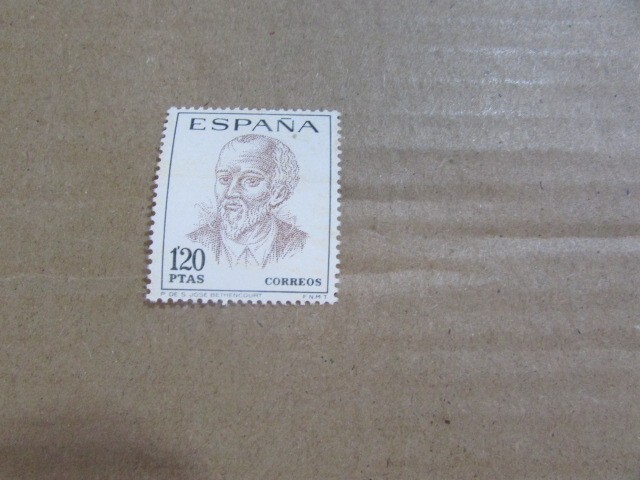 ESPAÑA
1'20
PTAS
CORREOS
P. DE S. JOSE BETHENCOURT
F.N.M.T.